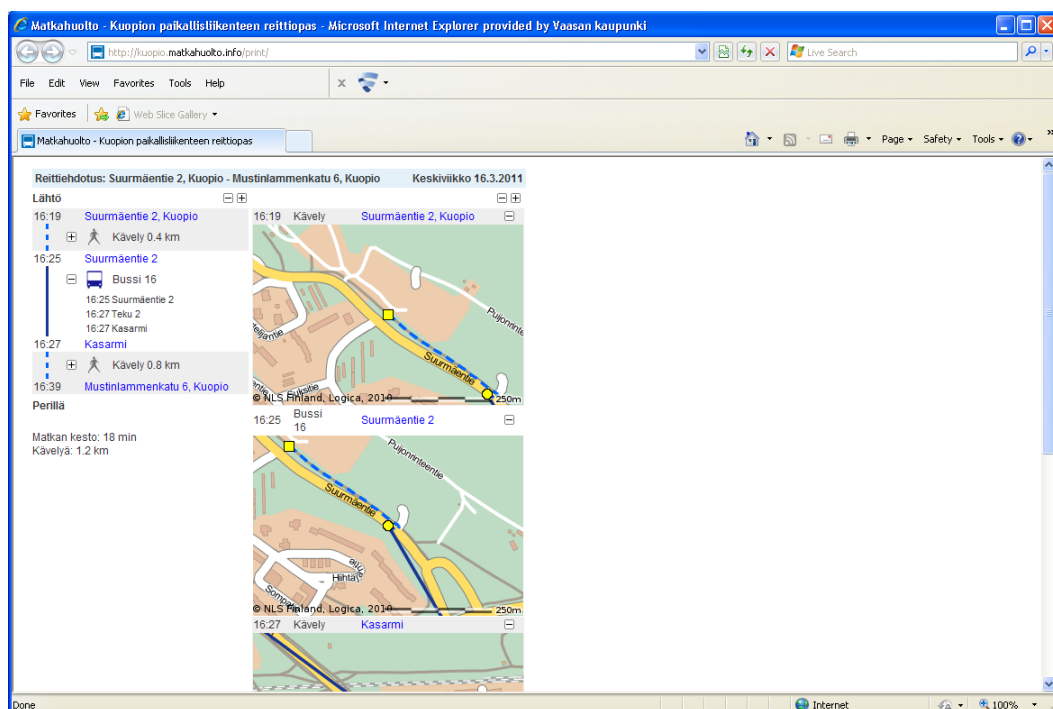 Matkahuolto - Kuopion paikallisliikenteen reittiopas - Microsoft Internet Explorer provided by Vaasan kaupunki
http://kuopio.matkahuolto.info/print/
Live Search
File Edit View Favorites Tools Help
x
Favorites Web Slice Gallery
Matkahuolto - Kuopion paikallisliikenteen reittiopas
Page Safety Tools
Reittiehdotus: Suurmäentie 2, Kuopio - Mustinlammenkatu 6, Kuopio Keskiviikko 16.3.2011
Lähtö
16:19 Suurmäentie 2, Kuopio
Kävely 0.4 km
16:25 Suurmäentie 2
Bussi 16
16:25 Suurmäentie 2
16:27 Teku 2
16:27 Kasarmi
16:27 Kasarmi
Kävely 0.8 km
16:39 Mustinlammenkatu 6, Kuopio
Perillä
Matkan kesto: 18 min
Kävelyä: 1.2 km
16:19 Kävely Suurmäentie 2, Kuopio
Suurmäentie
© NLS Finland, Logica, 2010 250m
16:25 Bussi 16 Suurmäentie 2
Puijonrinteentie
Suurmäentie
Hiihtä
Sompa
© NLS Finland, Logica, 2010 250m
16:27 Kävely Kasarmi
Done Internet 100%